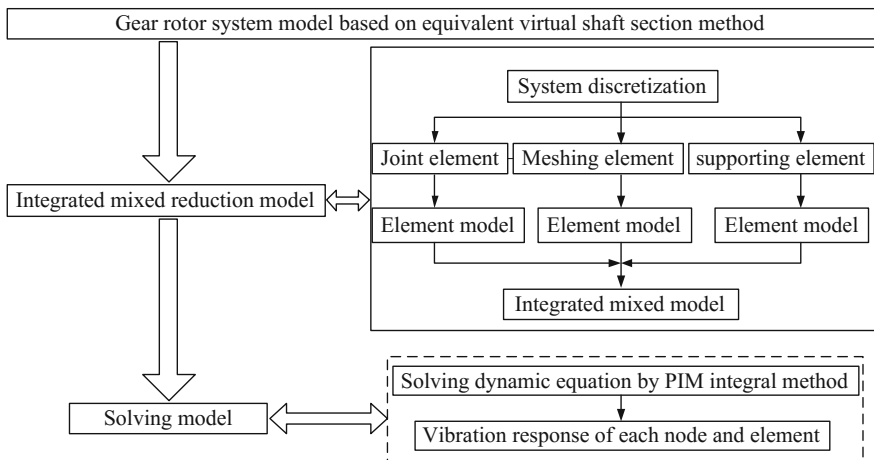 Gear rotor system model based on equivalent virtual shaft section method
System discretization
Joint element
Meshing element
supporting element
Integrated mixed reduction model
Element model
Element model
Element model
Integrated mixed model
Solving dynamic equation by PIM integral method
Solving model
Vibration response of each node and element